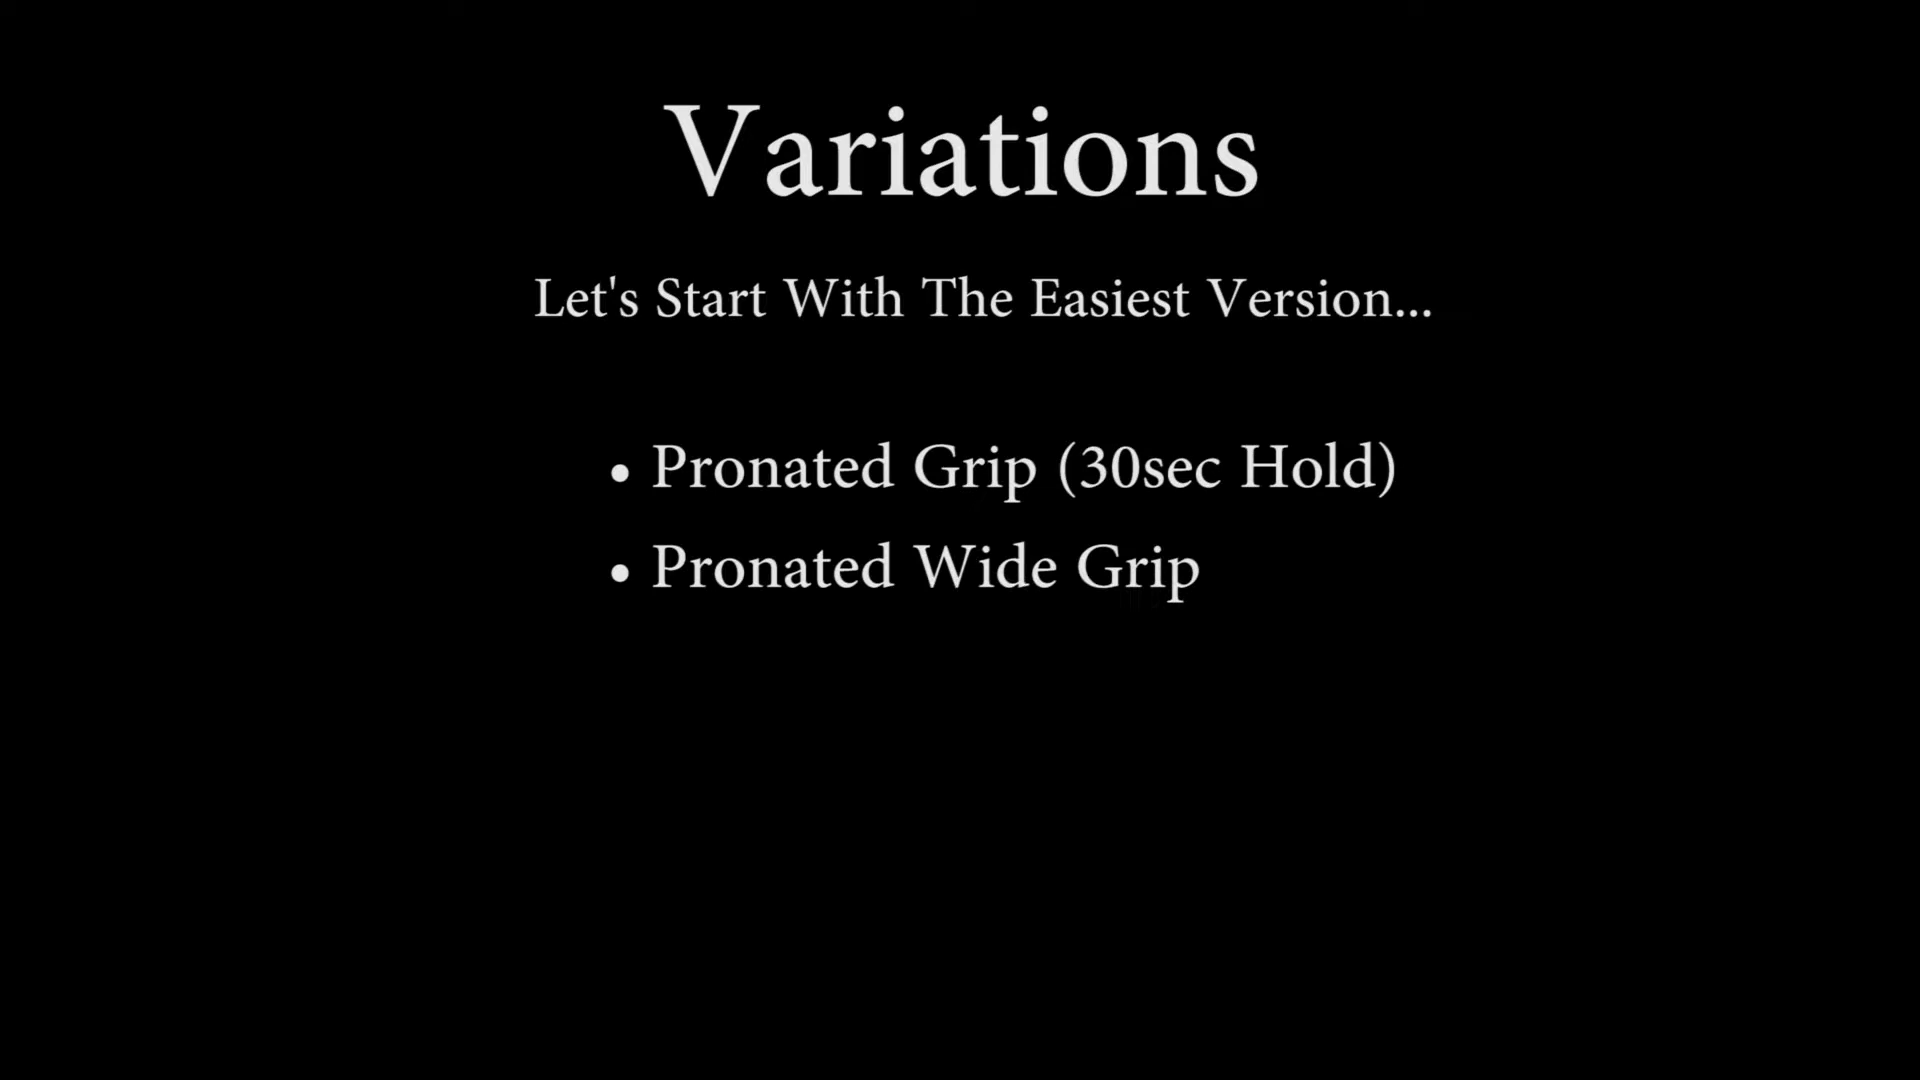 Variations
Let's Start With The Easiest Version...
• Pronated Grip (30sec Hold)
• Pronated Wide Grip